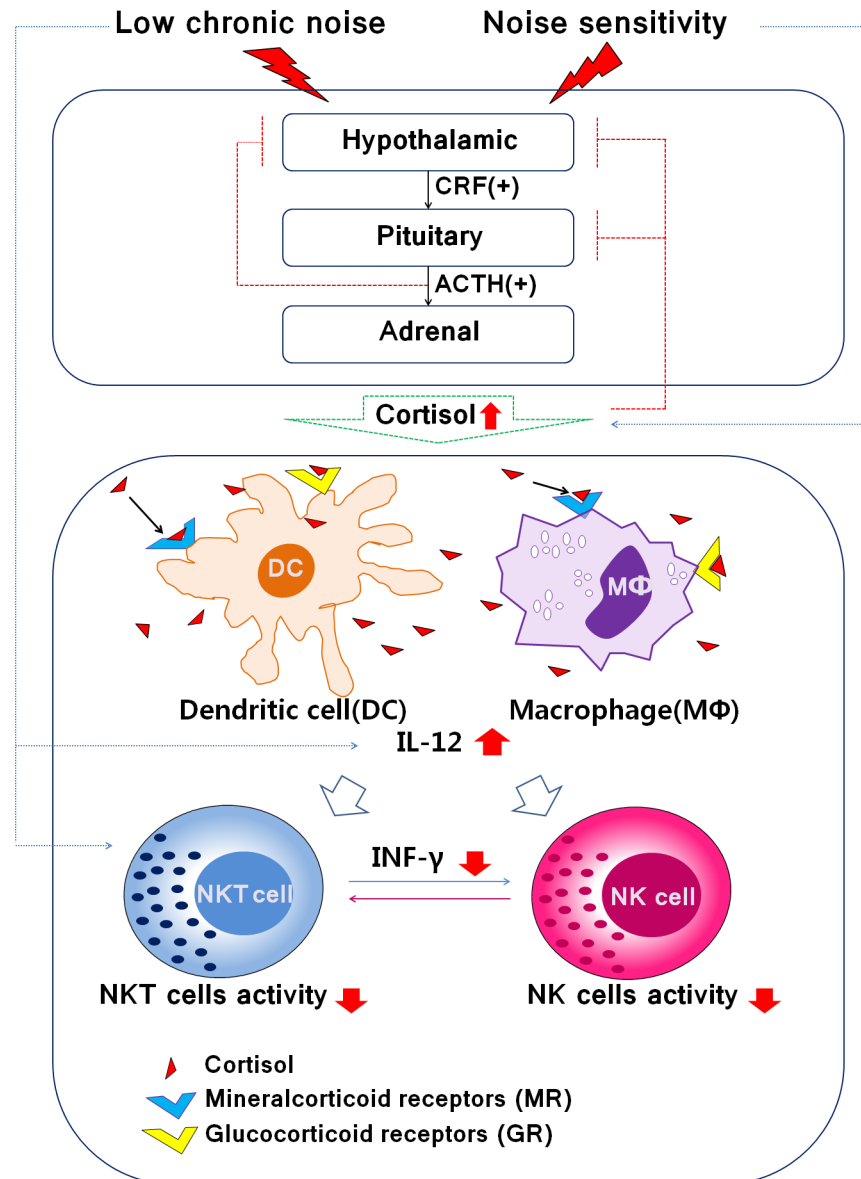 Low chronic noise
Noise sensitivity
Hypothalamic
CRF(+)
Pituitary
ACTH(+)
Adrenal
Cortisol
DC
MΦ
Dendritic cell(DC)
Macrophage(MΦ)
IL-12
INF-γ
NKT cell
NK cell
NKT cells activity
NK cells activity
Cortisol
Mineralcorticoid receptors (MR)
Glucocorticoid receptors (GR)